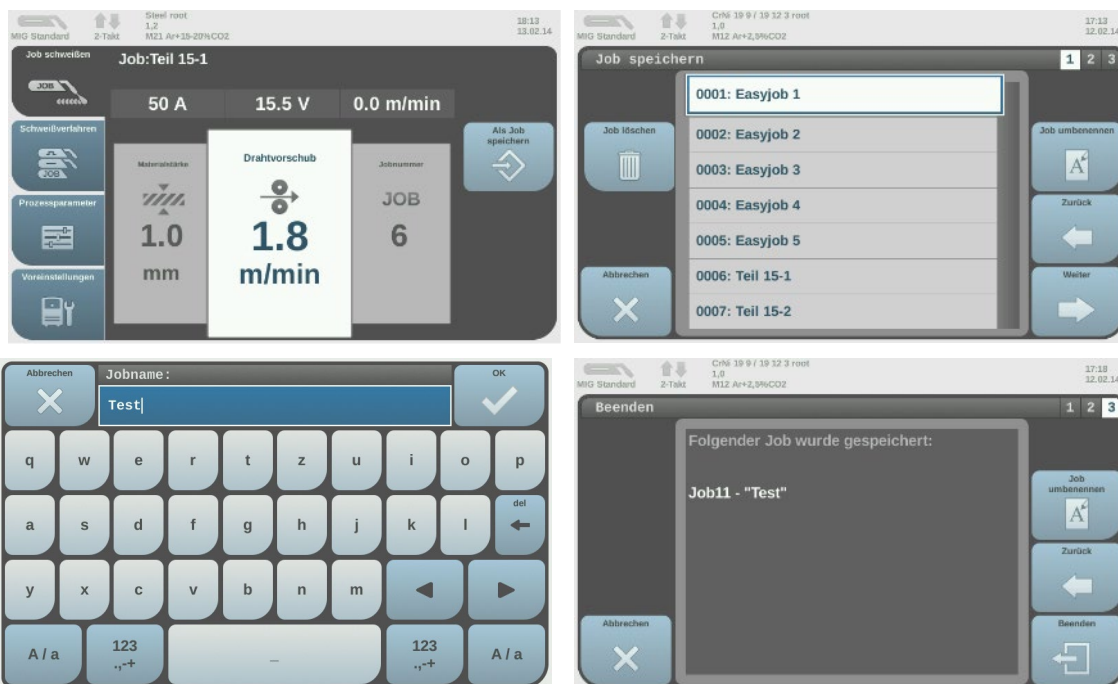 MIG Standard
2-Takt
Steel root
1,2
M21 Ar+15-20%CO2
18:13
13.02.14
Job schweißen
JOB
Job:Teil 15-1
50 A
15.5 V
0.0 m/min
Schweißverfahren
JOB
Prozessparameter
Voreinstellungen
Materialstärke
1.0
mm
Drahtvorschub
1.8
m/min
Jobnummer
JOB
6
Als Job
speichern
MIG Standard
2-Takt
CrNi 19 9 / 19 12 3 root
1,0
M12 Ar+2,5%CO2
17:13
12.02.14
Job speichern
1 2 3
Job löschen
Abbrechen
0001: Easyjob 1
0002: Easyjob 2
0003: Easyjob 3
0004: Easyjob 4
0005: Easyjob 5
0006: Teil 15-1
0007: Teil 15-2
Job umbenennen
A
Zurück
Weiter
Abbrechen
Jobname:
Test
OK
q w e r t z u i o p
a s d f g h j k l del
y x c v b n m
A / a
123
.,-+
_
123
.,-+
A / a
MIG Standard
2-Takt
CrNi 19 9 / 19 12 3 root
1,0
M12 Ar+2,5%CO2
17:18
12.02.14
Beenden
1 2 3
Folgender Job wurde gespeichert:
Job11 - "Test"
Abbrechen
Job
umbenennen
A
Zurück
Beenden